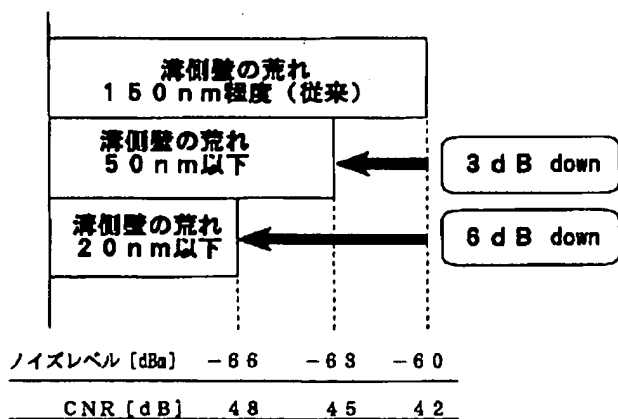 溝側壁の荒れ
150nm程度(従来)
溝側壁の荒れ
50nm以下
3dB down
溝側壁の荒れ
20nm以下
6dB down
ノイズレベル [dBm] -66 -63 -60
CNR [dB] 48 45 42